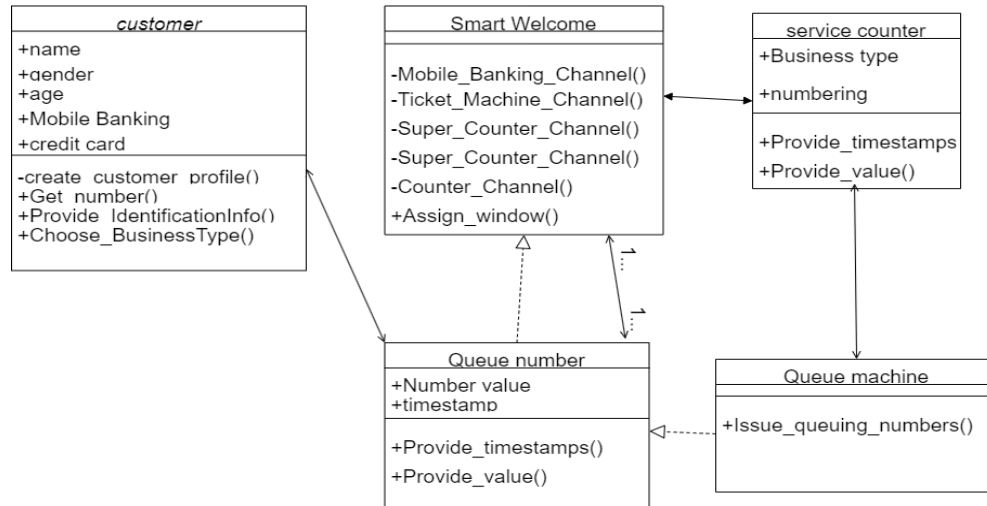 customer
+name
+gender
+age
+Mobile Banking
+credit card
-create_customer_profile()
+Get_number()
+Provide_IdentificationInfo()
+Choose_BusinessType()
Smart Welcome
-Mobile_Banking_Channel()
-Ticket_Machine_Channel()
-Super_Counter_Channel()
-Super_Counter_Channel()
-Counter_Channel()
+Assign_window()
service counter
+Business type
+numbering
+Provide_timestamps
+Provide_value()
1...
1...
Queue number
+Number value
+timestamp
+Provide_timestamps()
+Provide_value()
Queue machine
+Issue_queuing_numbers()